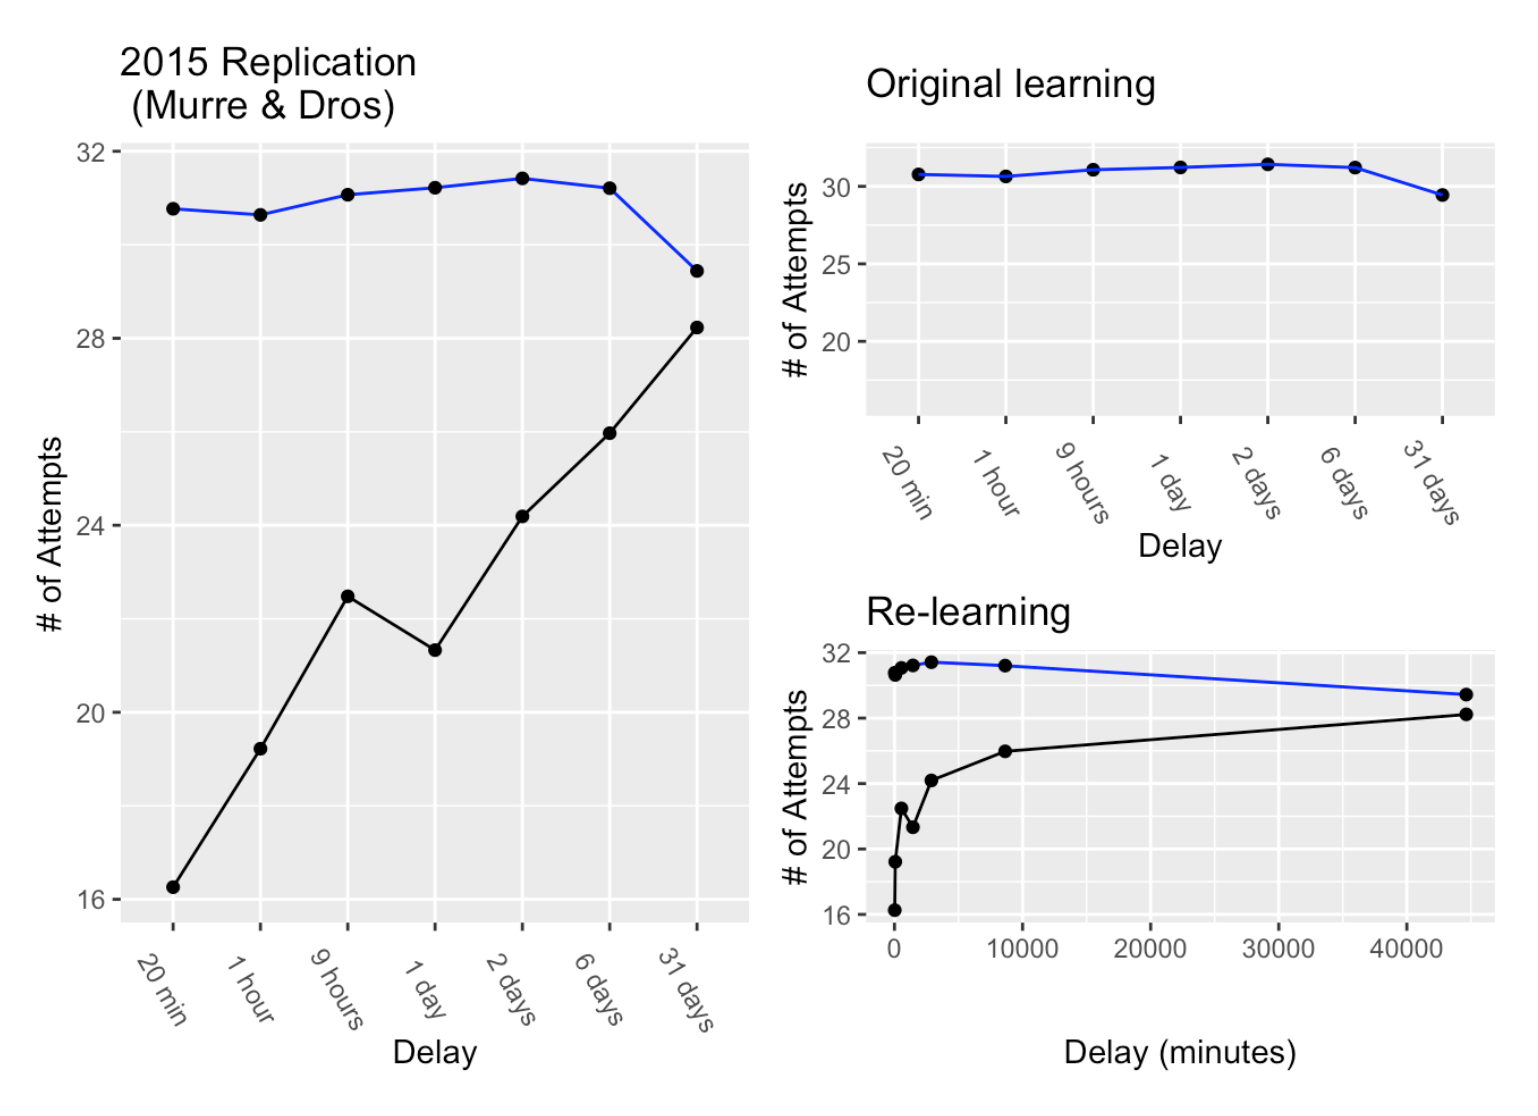 2015 Replication
(Murre & Dros)
# of Attempts
32
28
24
20
16
20 min
1 hour
9 hours
1 day
2 days
6 days
31 days
Delay
Original learning
# of Attempts
30
25
20
20 min
1 hour
9 hours
1 day
2 days
6 days
31 days
Delay
Re-learning
# of Attempts
32
28
24
20
16
0
10000
20000
30000
40000
Delay (minutes)